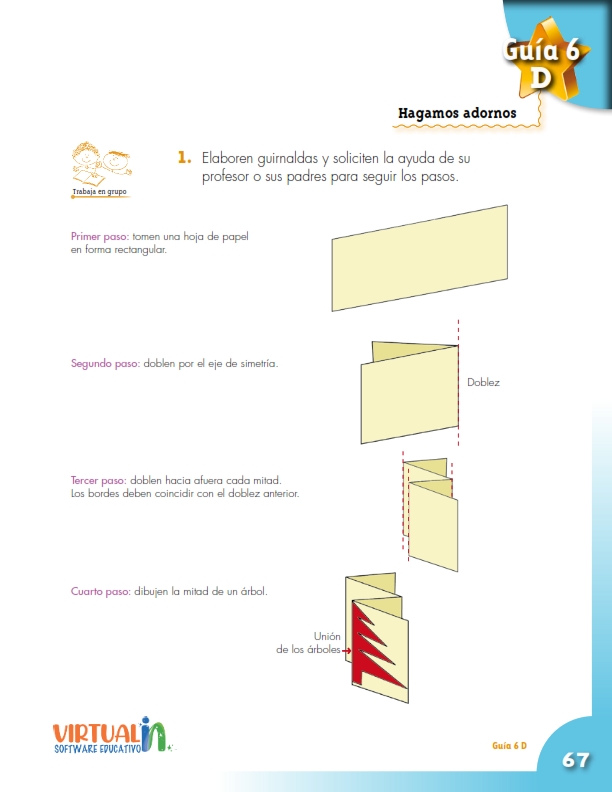 Guía 6
D
Hagamos adornos
Trabaja en grupo
1. Elaboren guirnaldas y soliciten la ayuda de su
profesor o sus padres para seguir los pasos.
Primer paso: tomen una hoja de papel
en forma rectangular.
Segundo paso: doblen por el eje de simetría.
Doblez
Tercer paso: doblen hacia afuera cada mitad.
Los bordes deben coincidir con el doblez anterior.
Cuarto paso: dibujen la mitad de un árbol.
Unión
de los árboles
VIRTUALIN
SOFTWARE EDUCATIVO
Guía 6 D
67